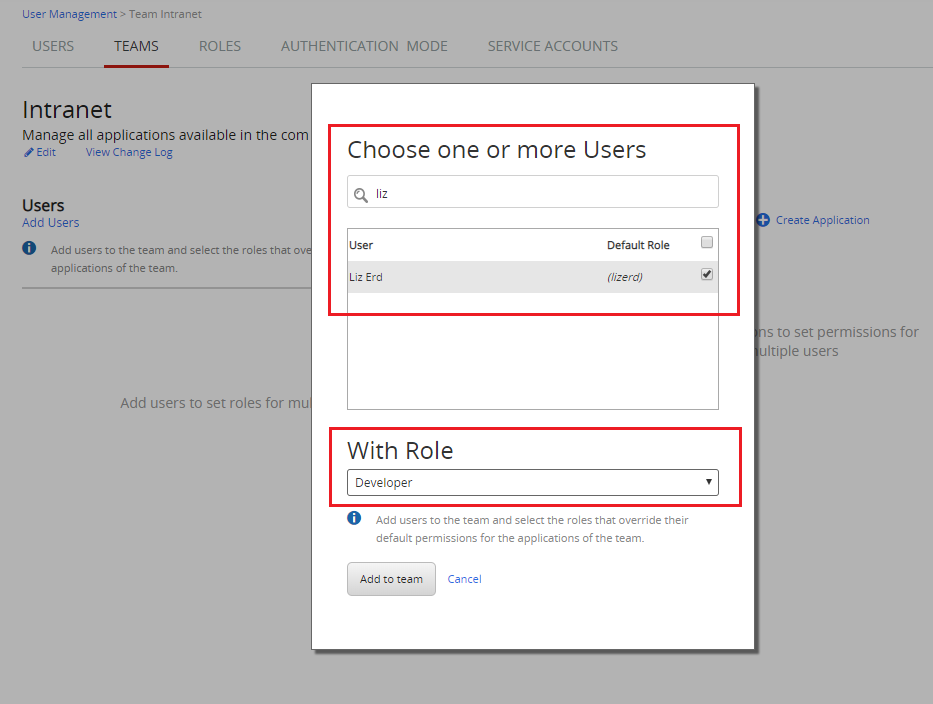 User Management > Team Intranet
USERS TEAMS ROLES AUTHENTICATION MODE SERVICE ACCOUNTS
Intranet
Manage all applications available in the com
Edit View Change Log
Users
Add Users
Add users to the team and select the roles that ove
applications of the team.
Add users to set roles for mul
Choose one or more Users
liz
User Default Role
Liz Erd (lizerd)
With Role
Developer
Add users to the team and select the roles that override their
default permissions for the applications of the team.
Add to team Cancel
Create Application
ns to set permissions for
ultiple users